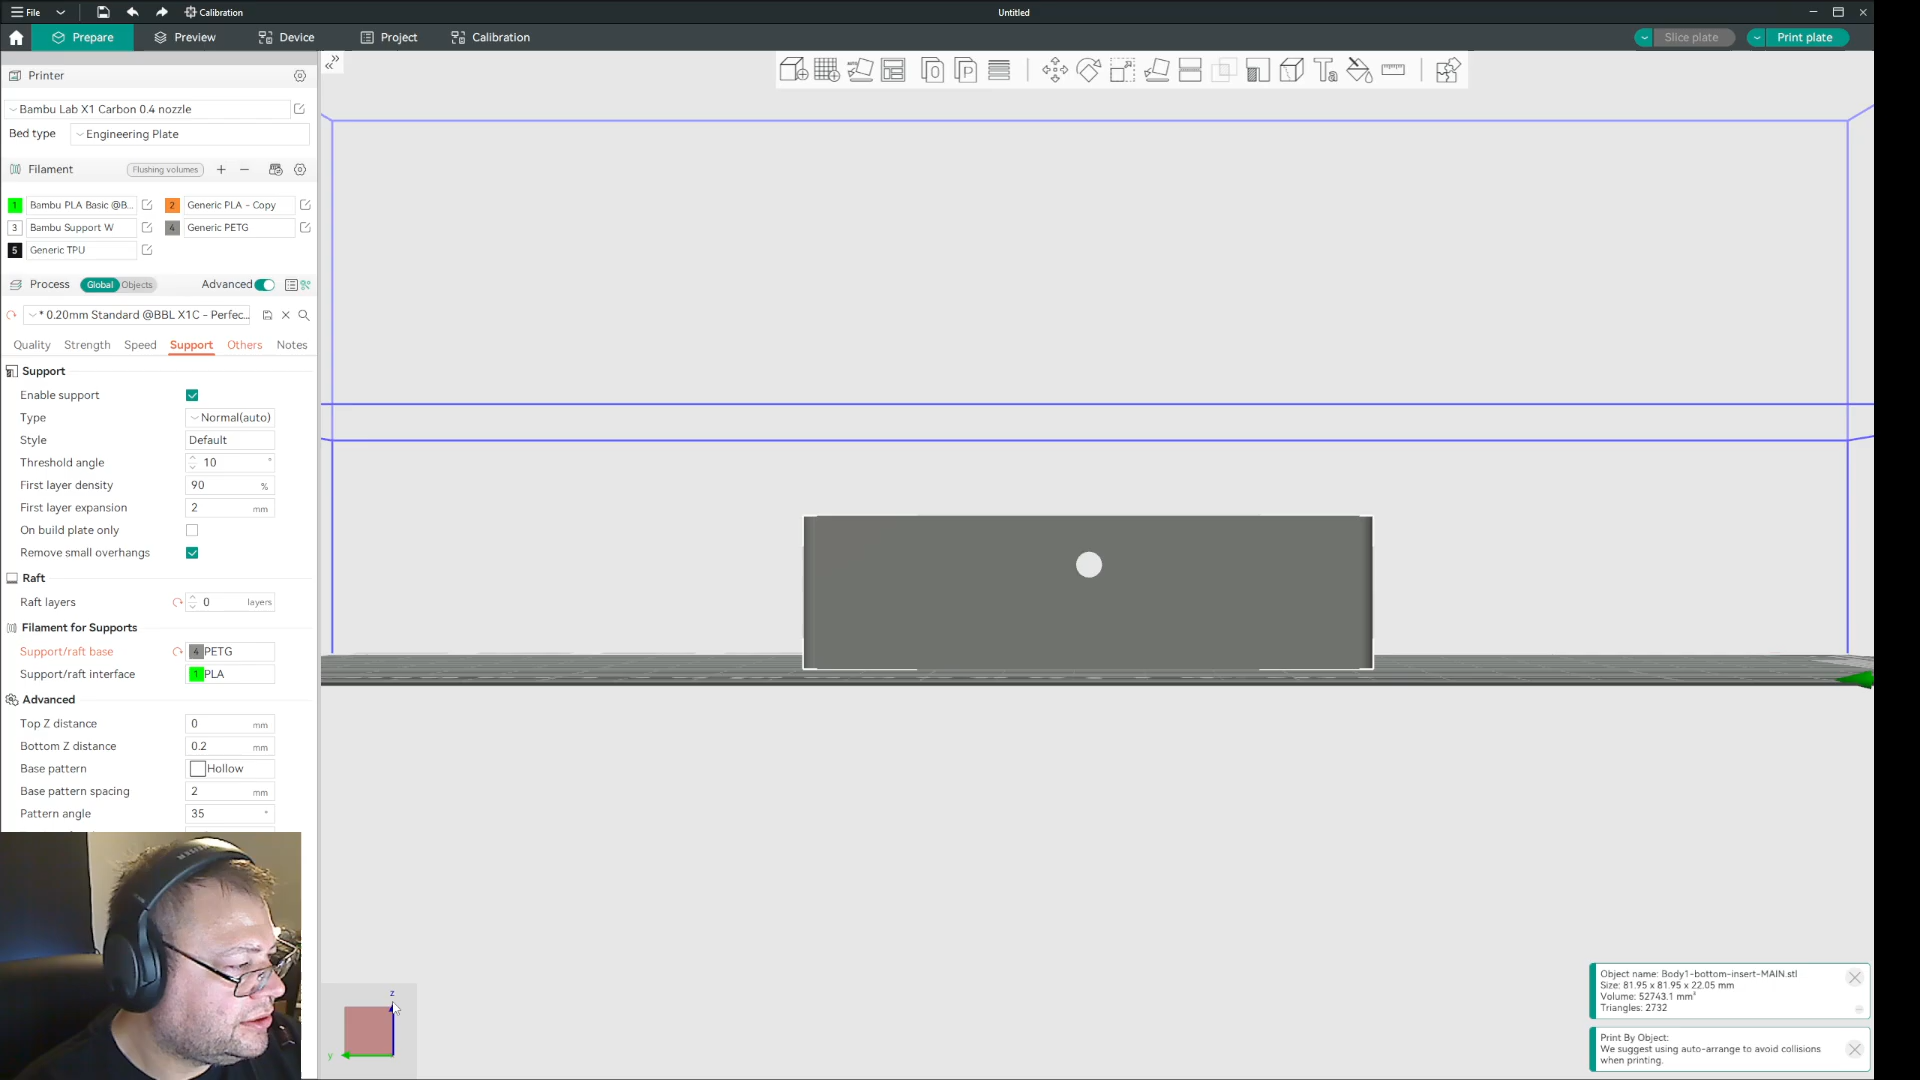 File
Calibration
Untitled
Prepare
Preview
Device
Project
Calibration
Slice plate
Print plate
Printer
Bambu Lab X1 Carbon 0.4 nozzle
Bed type
Engineering Plate
Filament
Flushing volumes
1 Bambu PLA Basic @B...
2 Generic PLA - Copy
3 Bambu Support W
4 Generic PETG
5 Generic TPU
Process
Global
Objects
Advanced
* 0.20mm Standard @BBL X1C - Perfec...
Quality
Strength
Speed
Support
Others
Notes
Support
Enable support
Type Normal(auto)
Style Default
Threshold angle 10 °
First layer density 90 %
First layer expansion 2 mm
On build plate only
Remove small overhangs
Raft
Raft layers 0 layers
Filament for Supports
Support/raft base 4 PETG
Support/raft interface 1 PLA
Advanced
Top Z distance 0 mm
Bottom Z distance 0.2 mm
Base pattern Hollow
Base pattern spacing 2 mm
Pattern angle 35 °
z
y
Object name: Body1-bottom-insert-MAIN.stl
Size: 81.95 x 81.95 x 22.05 mm
Volume: 52743.1 mm³
Triangles: 2732
Print By Object:
We suggest using auto-arrange to avoid collisions
when printing.